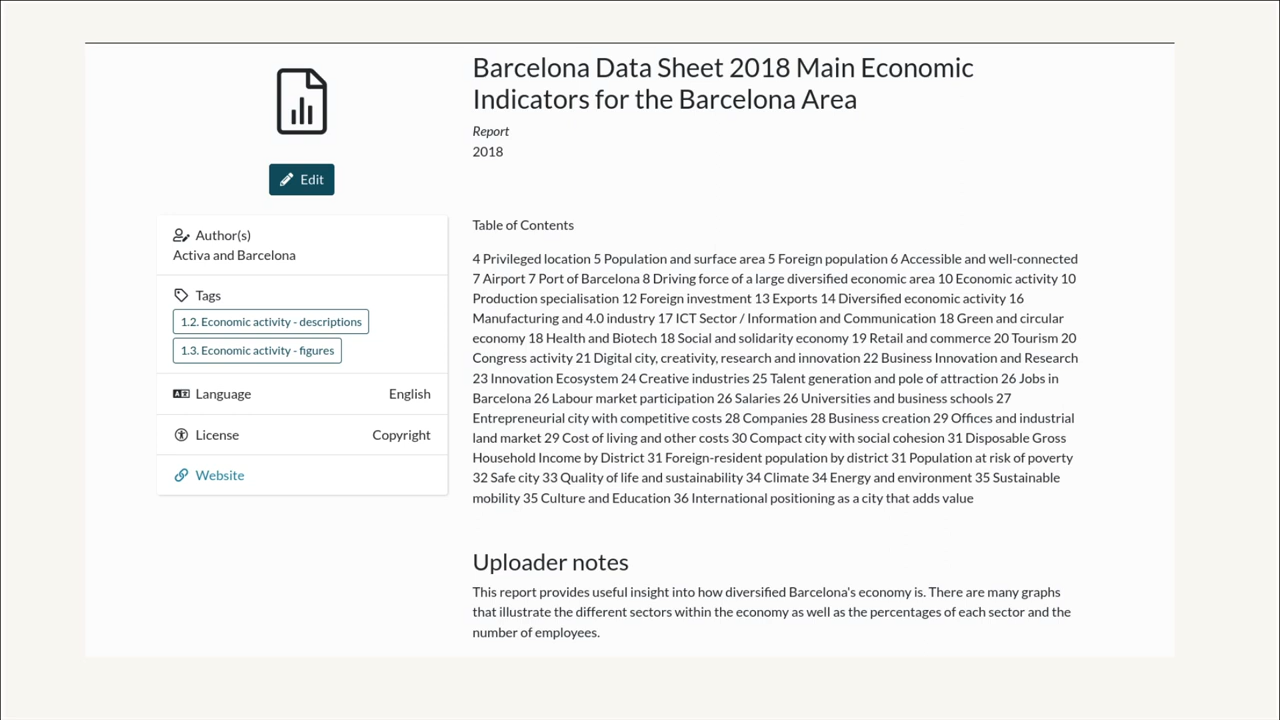 Barcelona Data Sheet 2018 Main Economic
Indicators for the Barcelona Area
Report
2018
Edit
Author(s)
Activa and Barcelona
Tags
1.2. Economic activity - descriptions
1.3. Economic activity - figures
Language English
License Copyright
Website
Table of Contents
4 Privileged location 5 Population and surface area 5 Foreign population 6 Accessible and well-connected
7 Airport 7 Port of Barcelona 8 Driving force of a large diversified economic area 10 Economic activity 10
Production specialisation 12 Foreign investment 13 Exports 14 Diversified economic activity 16
Manufacturing and 4.0 industry 17 ICT Sector / Information and Communication 18 Green and circular
economy 18 Health and Biotech 18 Social and solidarity economy 19 Retail and commerce 20 Tourism 20
Congress activity 21 Digital city, creativity, research and innovation 22 Business Innovation and Research
23 Innovation Ecosystem 24 Creative industries 25 Talent generation and pole of attraction 26 Jobs in
Barcelona 26 Labour market participation 26 Salaries 26 Universities and business schools 27
Entrepreneurial city with competitive costs 28 Companies 28 Business creation 29 Offices and industrial
land market 29 Cost of living and other costs 30 Compact city with social cohesion 31 Disposable Gross
Household Income by District 31 Foreign-resident population by district 31 Population at risk of poverty
32 Safe city 33 Quality of life and sustainability 34 Climate 34 Energy and environment 35 Sustainable
mobility 35 Culture and Education 36 International positioning as a city that adds value
Uploader notes
This report provides useful insight into how diversified Barcelona's economy is. There are many graphs
that illustrate the different sectors within the economy as well as the percentages of each sector and the
number of employees.